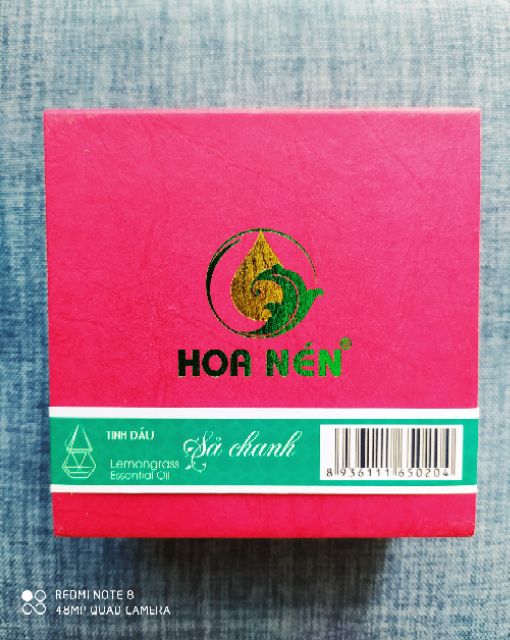 HOA NÉN®
TINH DẦU
Sả chanh
Lemongrass
Essential Oil
8 936111 650204
REDMI NOTE 8
48MP QUAD CAMERA